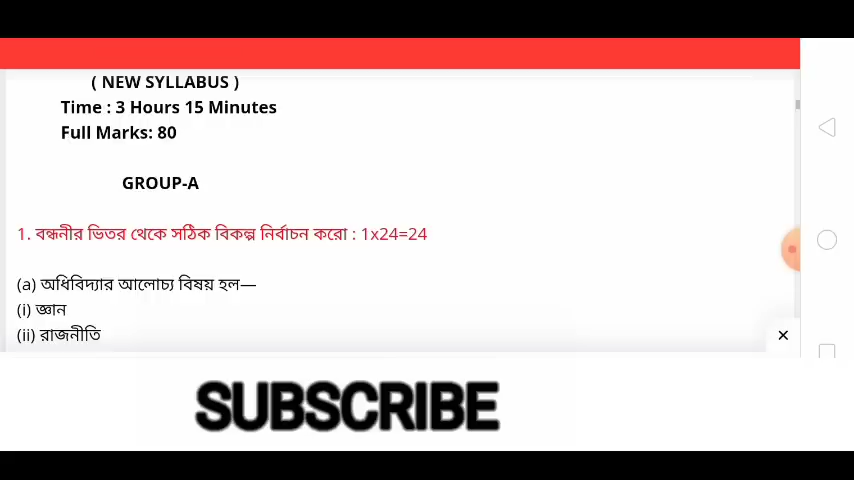 ( NEW SYLLABUS )
Time : 3 Hours 15 Minutes
Full Marks: 80
GROUP-A
1. বন্ধনীর ভিতর থেকে সঠিক বিকল্প নির্বাচন করো : 1x24=24
(a) অধিবিদ্যার আলোচ্য বিষয় হল—
(i) জ্ঞান
(ii) রাজনীতি
SUBSCRIBE